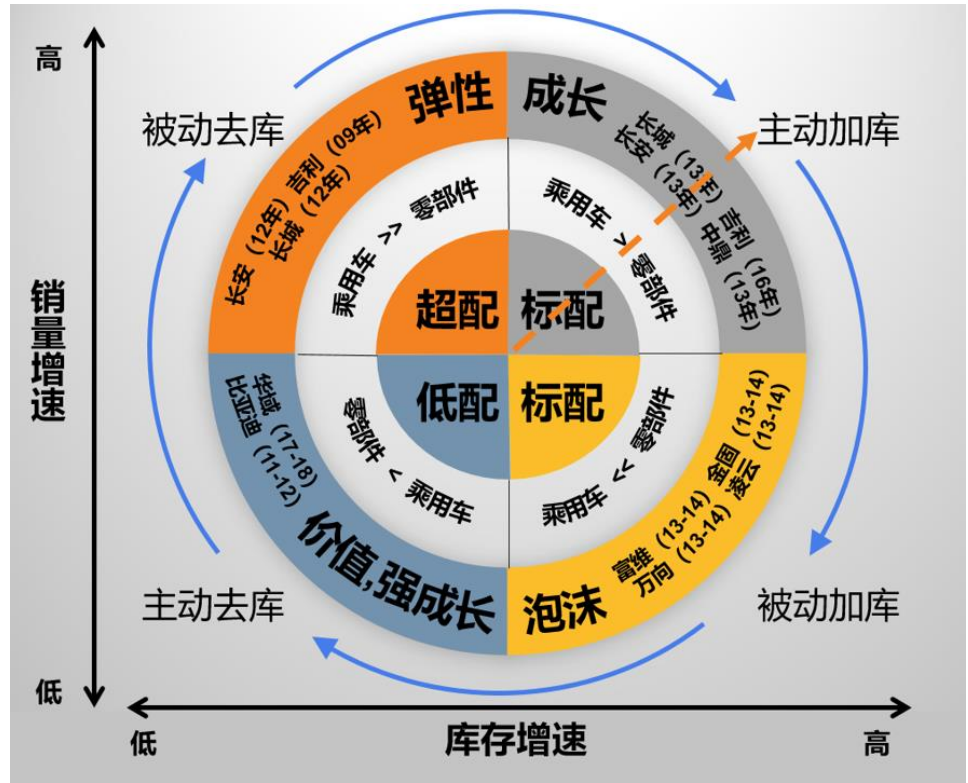 高
销量增速
低
低
库存增速
高
被动去库
主动加库
主动去库
被动加库
弹性
长安（12年）吉利（09年）
长城（12年）
成长
长城（13年）吉利（16年）
长安（13年）中鼎（13年）
乘用车 >> 零部件
乘用车 > 零部件
超配
标配
低配
标配
零部件 < 乘用车
乘用车 << 零部件
华域（17-18）
比亚迪（11-12）
价值,强成长
泡沫
富维（13-14）金固（13-14）
万向（13-14）凌云（13-14）